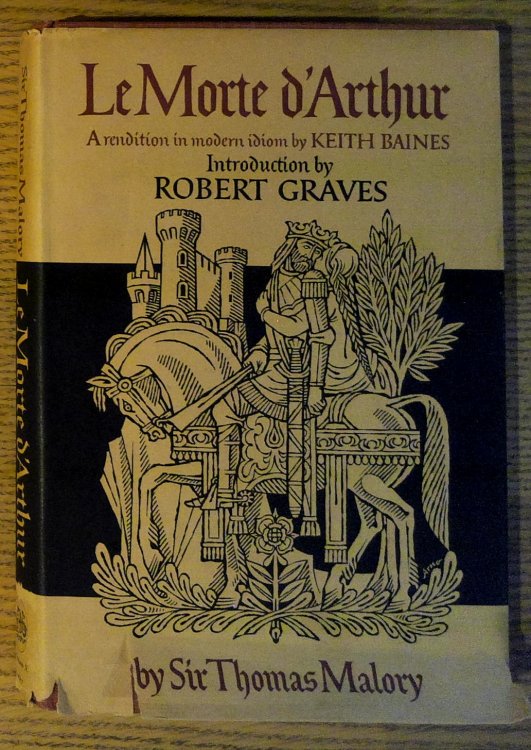 Le Morte d'Arthur
A rendition in modern idiom by KEITH BAINES
Introduction by
ROBERT GRAVES
by Sir Thomas Malory
Sir Thomas Malory
Le Morte d'Arthur